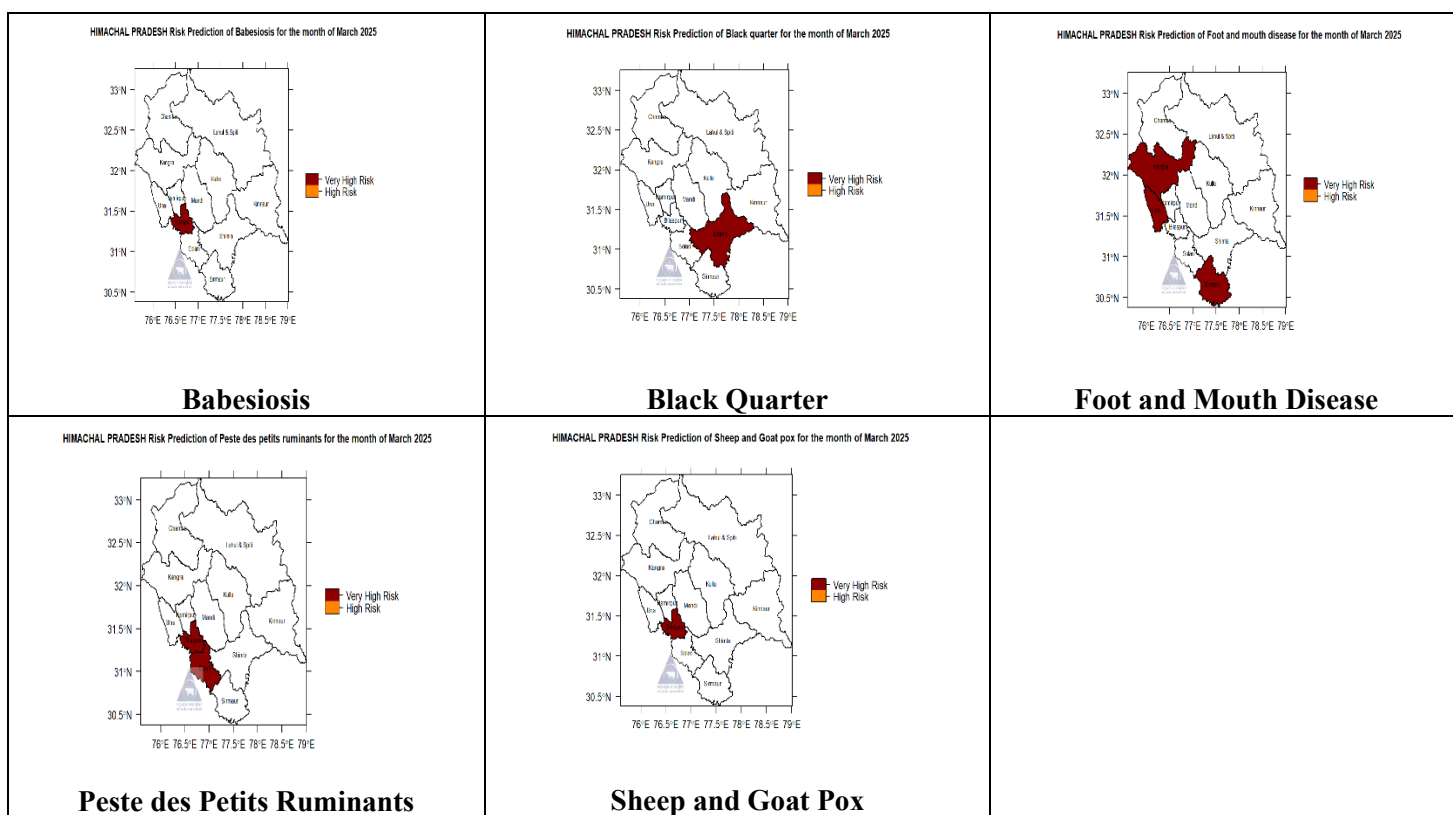 HIMACHAL PRADESH Risk Prediction of Babesiosis for the month of March 2025
33°N
32.5°N
32°N
31.5°N
31°N
30.5°N
Lahul & Spiti
Kangra
Kullu
Una
Mandi
Kinnaur
Shimla
Sirmaur
Very High Risk
High Risk
76°E 76.5°E 77°E 77.5°E 78°E 78.5°E 79°E
Babesiosis
HIMACHAL PRADESH Risk Prediction of Black quarter for the month of March 2025
33°N
32.5°N
32°N
31.5°N
31°N
30.5°N
Chamba
Lahul & Spiti
Kangra
Kullu
Hamirpur
Mandi
Una
Kinnaur
Bilaspur
Solan
Sirmaur
Very High Risk
High Risk
76°E 76.5°E 77°E 77.5°E 78°E 78.5°E 79°E
Black Quarter
HIMACHAL PRADESH Risk Prediction of Foot and mouth disease for the month of March 2025
33°N
32.5°N
32°N
31.5°N
31°N
30.5°N
Chamba
Lahul & Spiti
Kullu
Kinnaur
Bilaspur
Shimla
Solan
Very High Risk
High Risk
76°E 76.5°E 77°E 77.5°E 78°E 78.5°E 79°E
Foot and Mouth Disease
HIMACHAL PRADESH Risk Prediction of Peste des petits ruminants for the month of March 2025
33°N
32.5°N
32°N
31.5°N
31°N
30.5°N
Chamba
Lahul & Spiti
Kangra
Kullu
Hamirpur
Mandi
Una
Kinnaur
Shimla
Sirmaur
Very High Risk
High Risk
76°E 76.5°E 77°E 77.5°E 78°E 78.5°E 79°E
Peste des Petits Ruminants
HIMACHAL PRADESH Risk Prediction of Sheep and Goat pox for the month of March 2025
33°N
32.5°N
32°N
31.5°N
31°N
30.5°N
Chamba
Lahul & Spiti
Kangra
Kullu
Hamirpur
Mandi
Una
Kinnaur
Shimla
Solan
Sirmaur
Very High Risk
High Risk
76°E 76.5°E 77°E 77.5°E 78°E 78.5°E 79°E
Sheep and Goat Pox